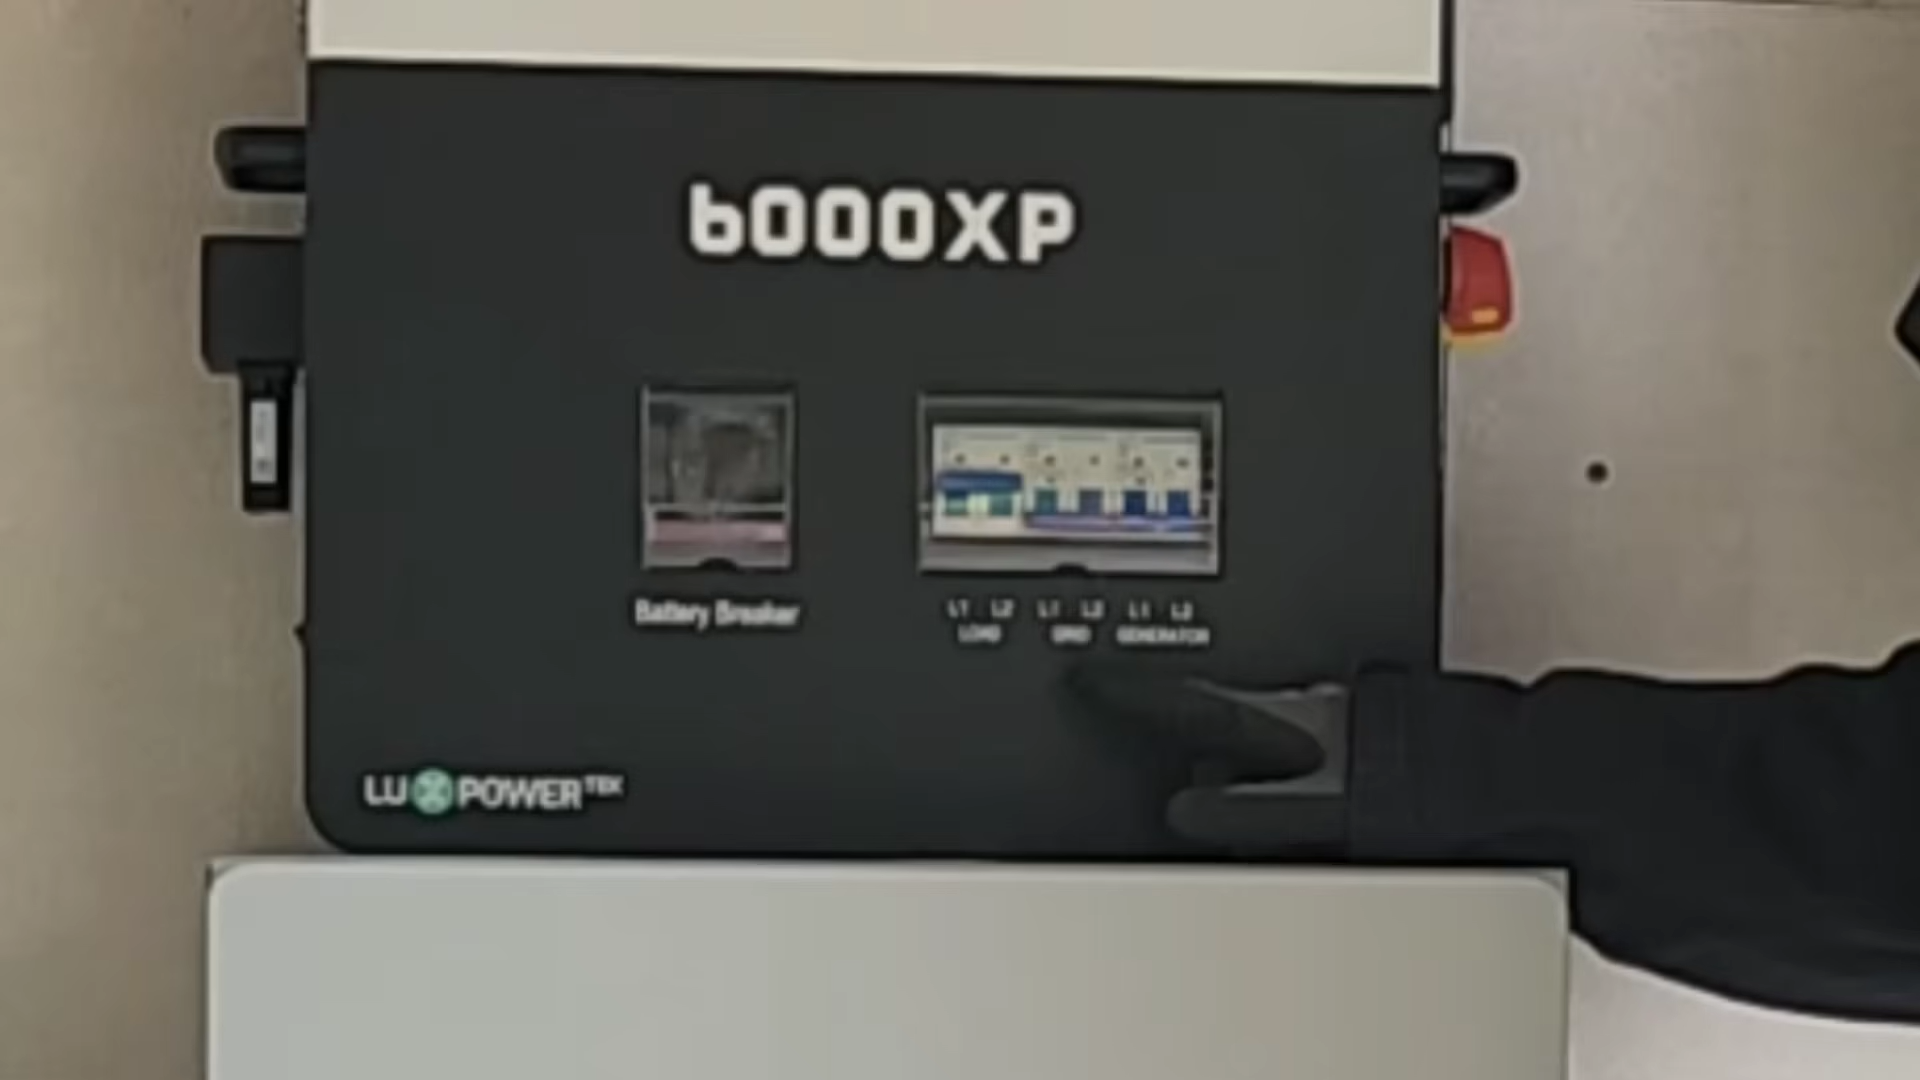 6000XP
Battery Breaker
L1 L2 L1 L2 L1 L2
LOAD GRID GENERATOR
LUXPOWERTEK